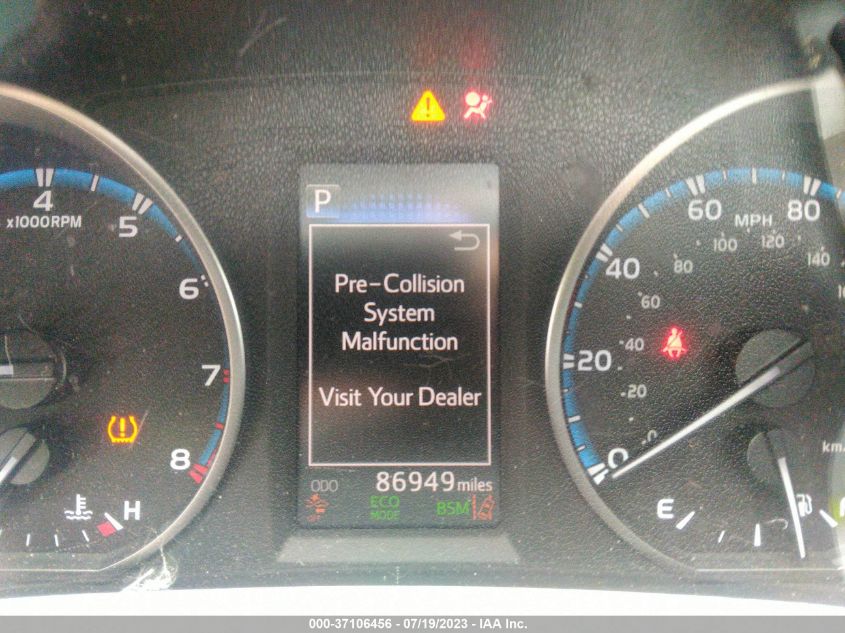 P
Pre-Collision
System
Malfunction
Visit Your Dealer
ODO 86949 miles
ECO
MODE
BSM
4
x1000RPM
5
6
7
8
H
60 MPH 80
100 120
40 80 140
60
40
20
20
0 0
km/
E
000-37106456 - 07/19/2023 - IAA Inc.